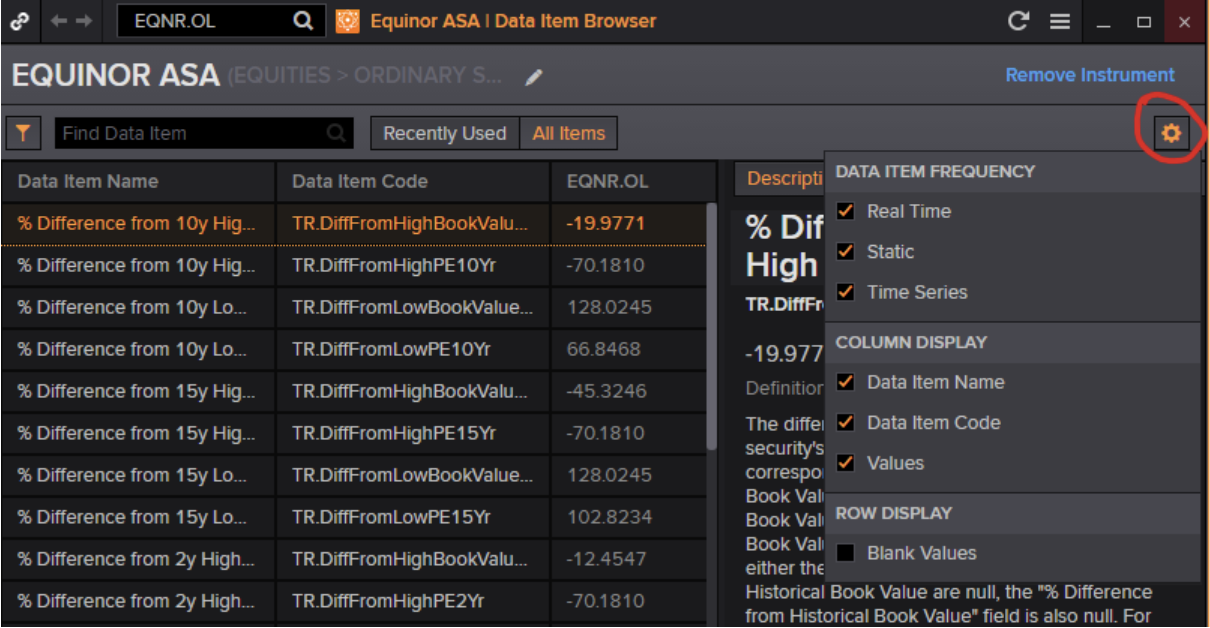 EQNR.OL
Equinor ASA | Data Item Browser
EQUINOR ASA (EQUITIES > ORDINARY S...
Remove Instrument
Find Data Item
Recently Used
All Items
Data Item Name Data Item Code EQNR.OL
% Difference from 10y Hig... TR.DiffFromHighBookValu... -19.9771
% Difference from 10y Hig... TR.DiffFromHighPE10Yr -70.1810
% Difference from 10y Lo... TR.DiffFromLowBookValue... 128.0245
% Difference from 10y Lo... TR.DiffFromLowPE10Yr 66.8468
% Difference from 15y Hig... TR.DiffFromHighBookValu... -45.3246
% Difference from 15y Hig... TR.DiffFromHighPE15Yr -70.1810
% Difference from 15y Lo... TR.DiffFromLowBookValue... 128.0245
% Difference from 15y Lo... TR.DiffFromLowPE15Yr 102.8234
% Difference from 2y High... TR.DiffFromHighBookValu... -12.4547
% Difference from 2y High... TR.DiffFromHighPE2Yr -70.1810
Descripti
% Dif
High
TR.DiffFr
-19.977
Definition
The differ
security's
correspo
Book Val
Book Val
Book Val
either the
Historical Book Value are null, the "% Difference
from Historical Book Value" field is also null. For
DATA ITEM FREQUENCY
Real Time
Static
Time Series
COLUMN DISPLAY
Data Item Name
Data Item Code
Values
ROW DISPLAY
Blank Values